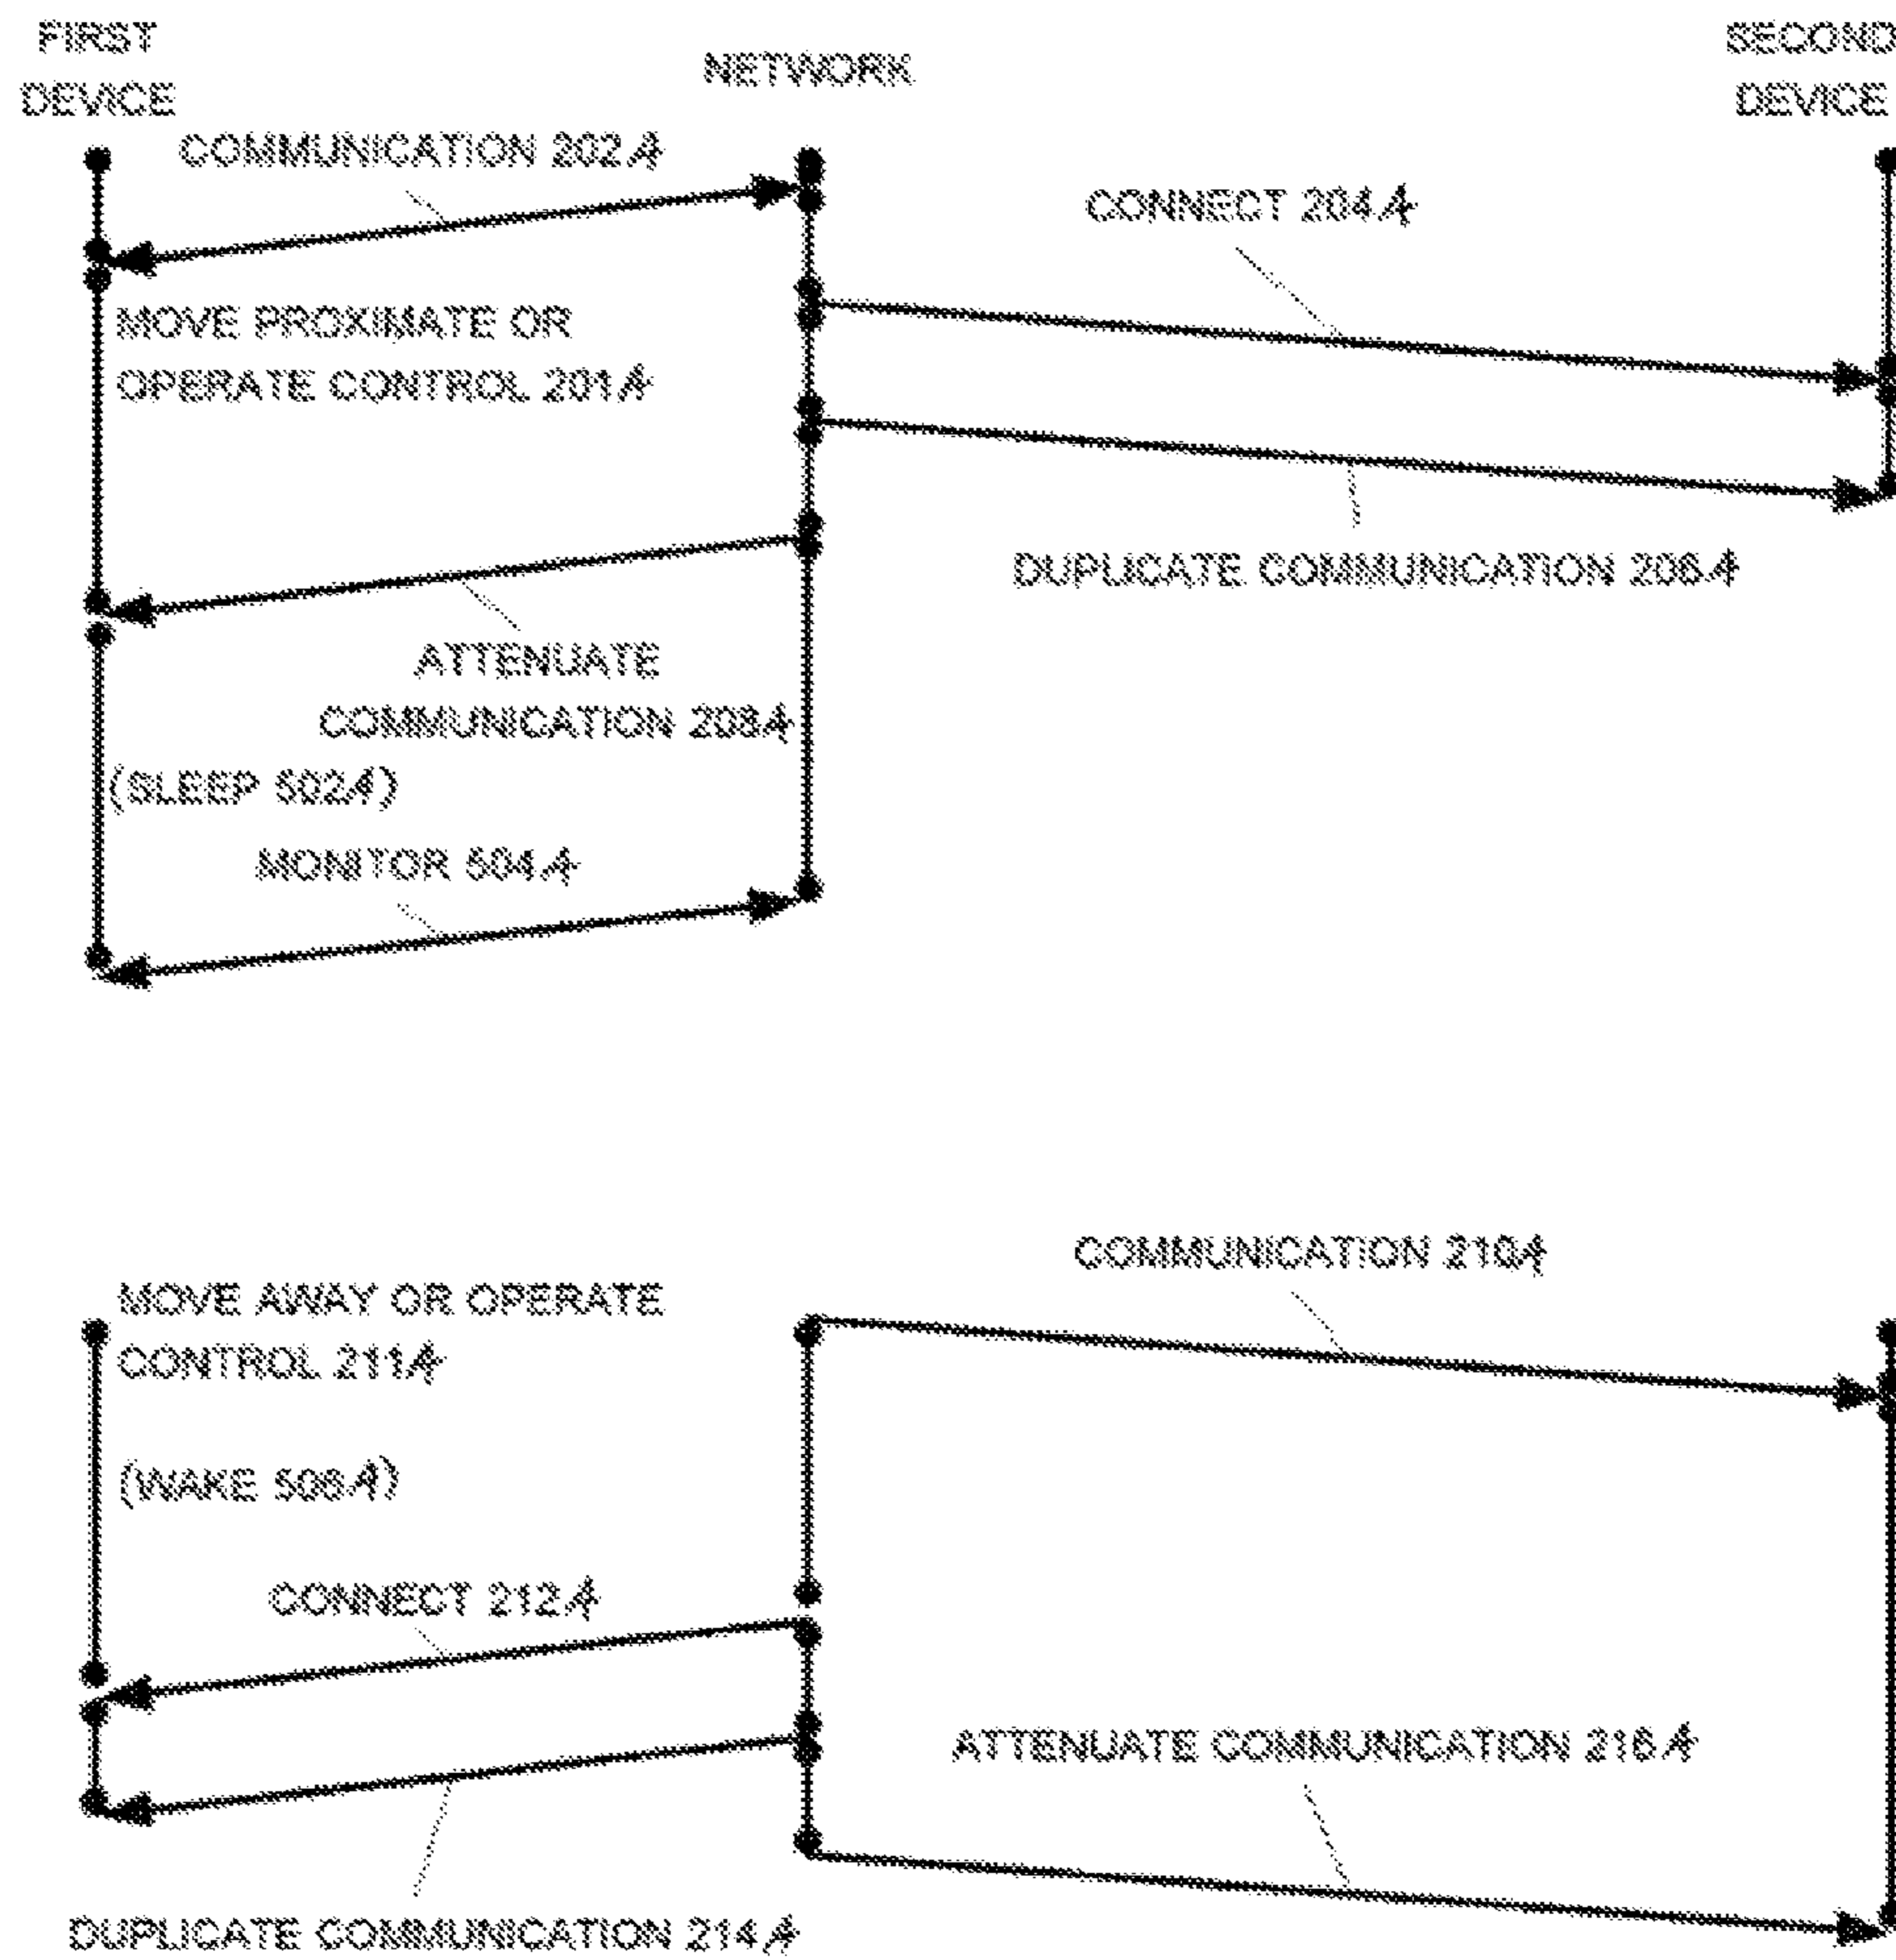 FIRST
DEVICE
NETWORK
SECOND
DEVICE
COMMUNICATION 202A
CONNECT 204A
MOVE PROXIMATE OR
OPERATE CONTROL 201A
DUPLICATE COMMUNICATION 206A
ATTENUATE
COMMUNICATION 208A
(SLEEP 502A)
MONITOR 504A
COMMUNICATION 210A
MOVE AWAY OR OPERATE
CONTROL 211A
(WAKE 506A)
CONNECT 212A
ATTENUATE COMMUNICATION 216A
DUPLICATE COMMUNICATION 214A